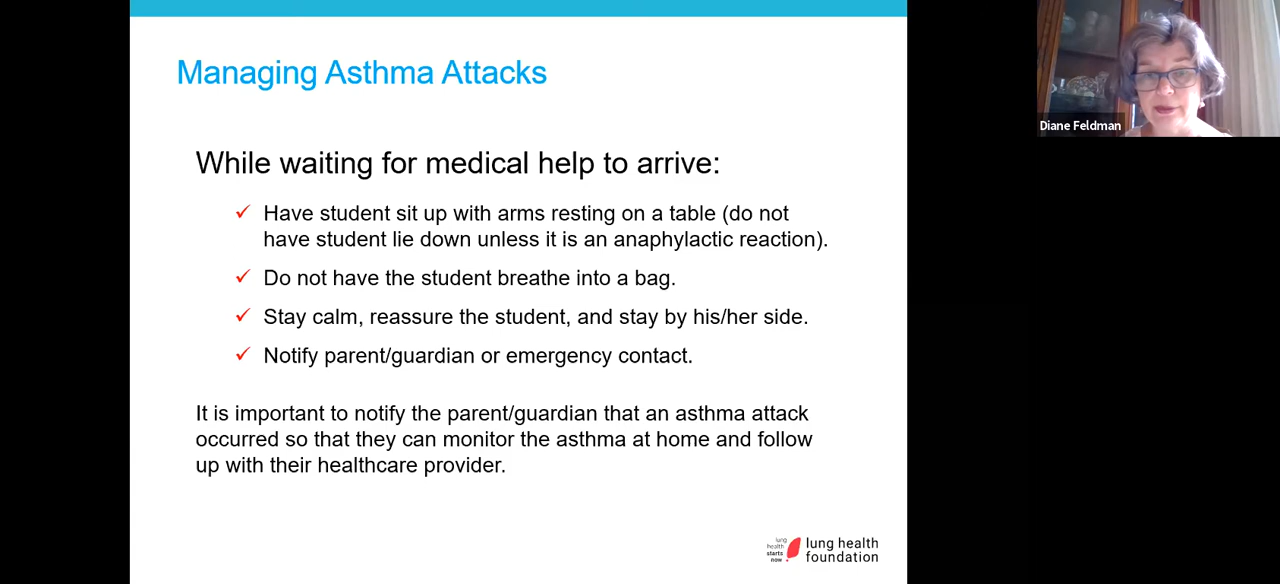 Managing Asthma Attacks
While waiting for medical help to arrive:
✓ Have student sit up with arms resting on a table (do not
have student lie down unless it is an anaphylactic reaction).
✓ Do not have the student breathe into a bag.
✓ Stay calm, reassure the student, and stay by his/her side.
✓ Notify parent/guardian or emergency contact.
It is important to notify the parent/guardian that an asthma attack
occurred so that they can monitor the asthma at home and follow
up with their healthcare provider.
lung
health
starts
now
lung health
foundation
Diane Feldman